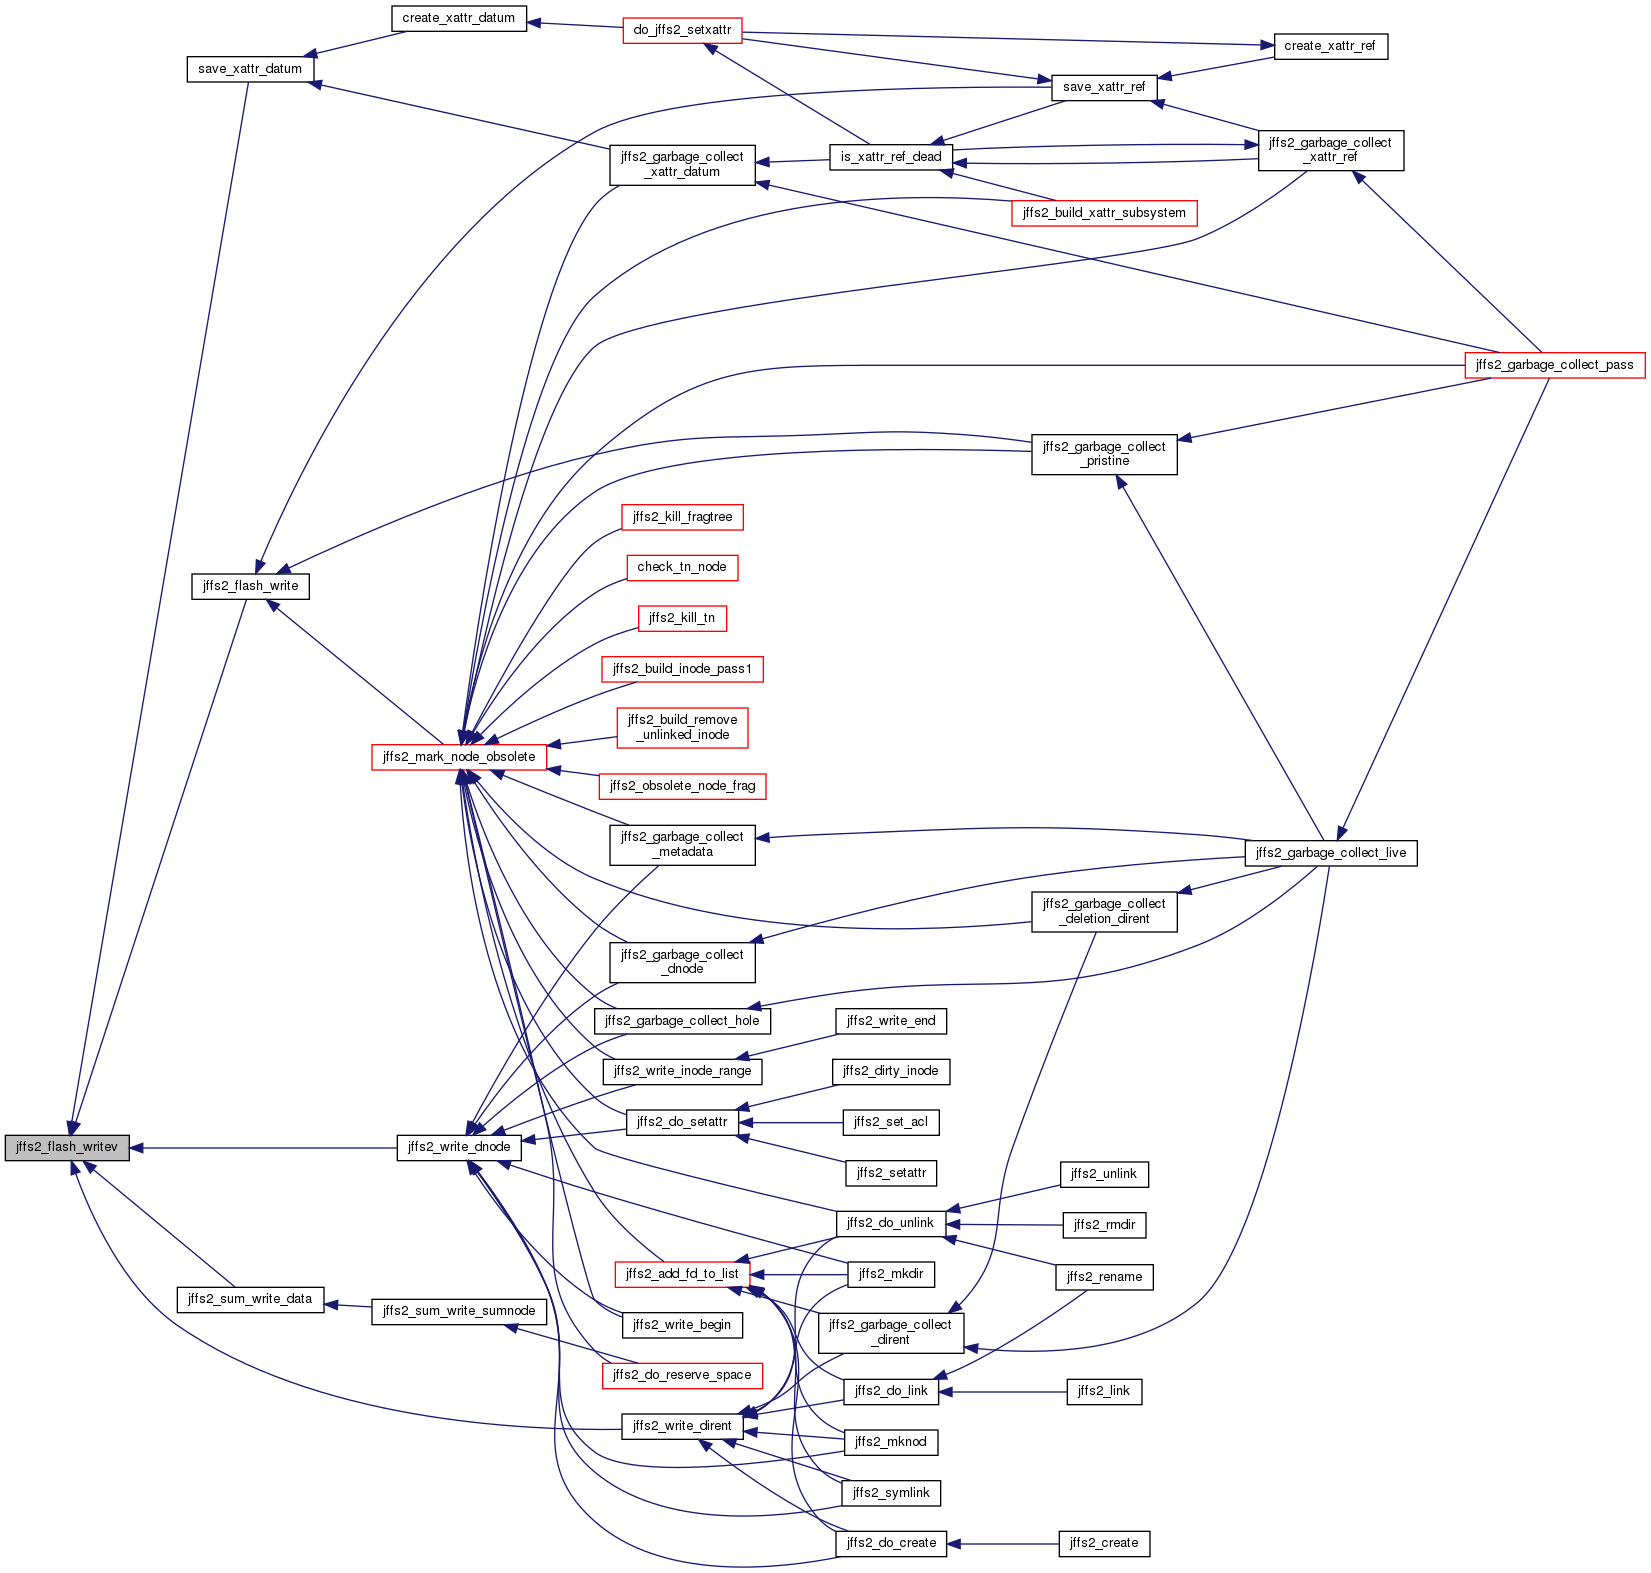 create_xattr_datum
do_jffs2_setxattr
create_xattr_ref
save_xattr_datum
save_xattr_ref
jffs2_garbage_collect
_xattr_datum
is_xattr_ref_dead
jffs2_garbage_collect
_xattr_ref
jffs2_build_xattr_subsystem
jffs2_garbage_collect_pass
jffs2_garbage_collect
_pristine
jffs2_kill_fragtree
check_tn_node
jffs2_flash_write
jffs2_kill_tn
jffs2_build_inode_pass1
jffs2_build_remove
_unlinked_inode
jffs2_mark_node_obsolete
jffs2_obsolete_node_frag
jffs2_garbage_collect
_metadata
jffs2_garbage_collect_live
jffs2_garbage_collect
_deletion_dirent
jffs2_garbage_collect
_dnode
jffs2_garbage_collect_hole
jffs2_write_end
jffs2_write_inode_range
jffs2_dirty_inode
jffs2_do_setattr
jffs2_set_acl
jffs2_flash_writev
jffs2_write_dnode
jffs2_setattr
jffs2_unlink
jffs2_do_unlink
jffs2_rmdir
jffs2_add_fd_to_list
jffs2_mkdir
jffs2_rename
jffs2_sum_write_data
jffs2_sum_write_sumnode
jffs2_write_begin
jffs2_garbage_collect
_dirent
jffs2_do_reserve_space
jffs2_do_link
jffs2_link
jffs2_write_dirent
jffs2_mknod
jffs2_symlink
jffs2_do_create
jffs2_create